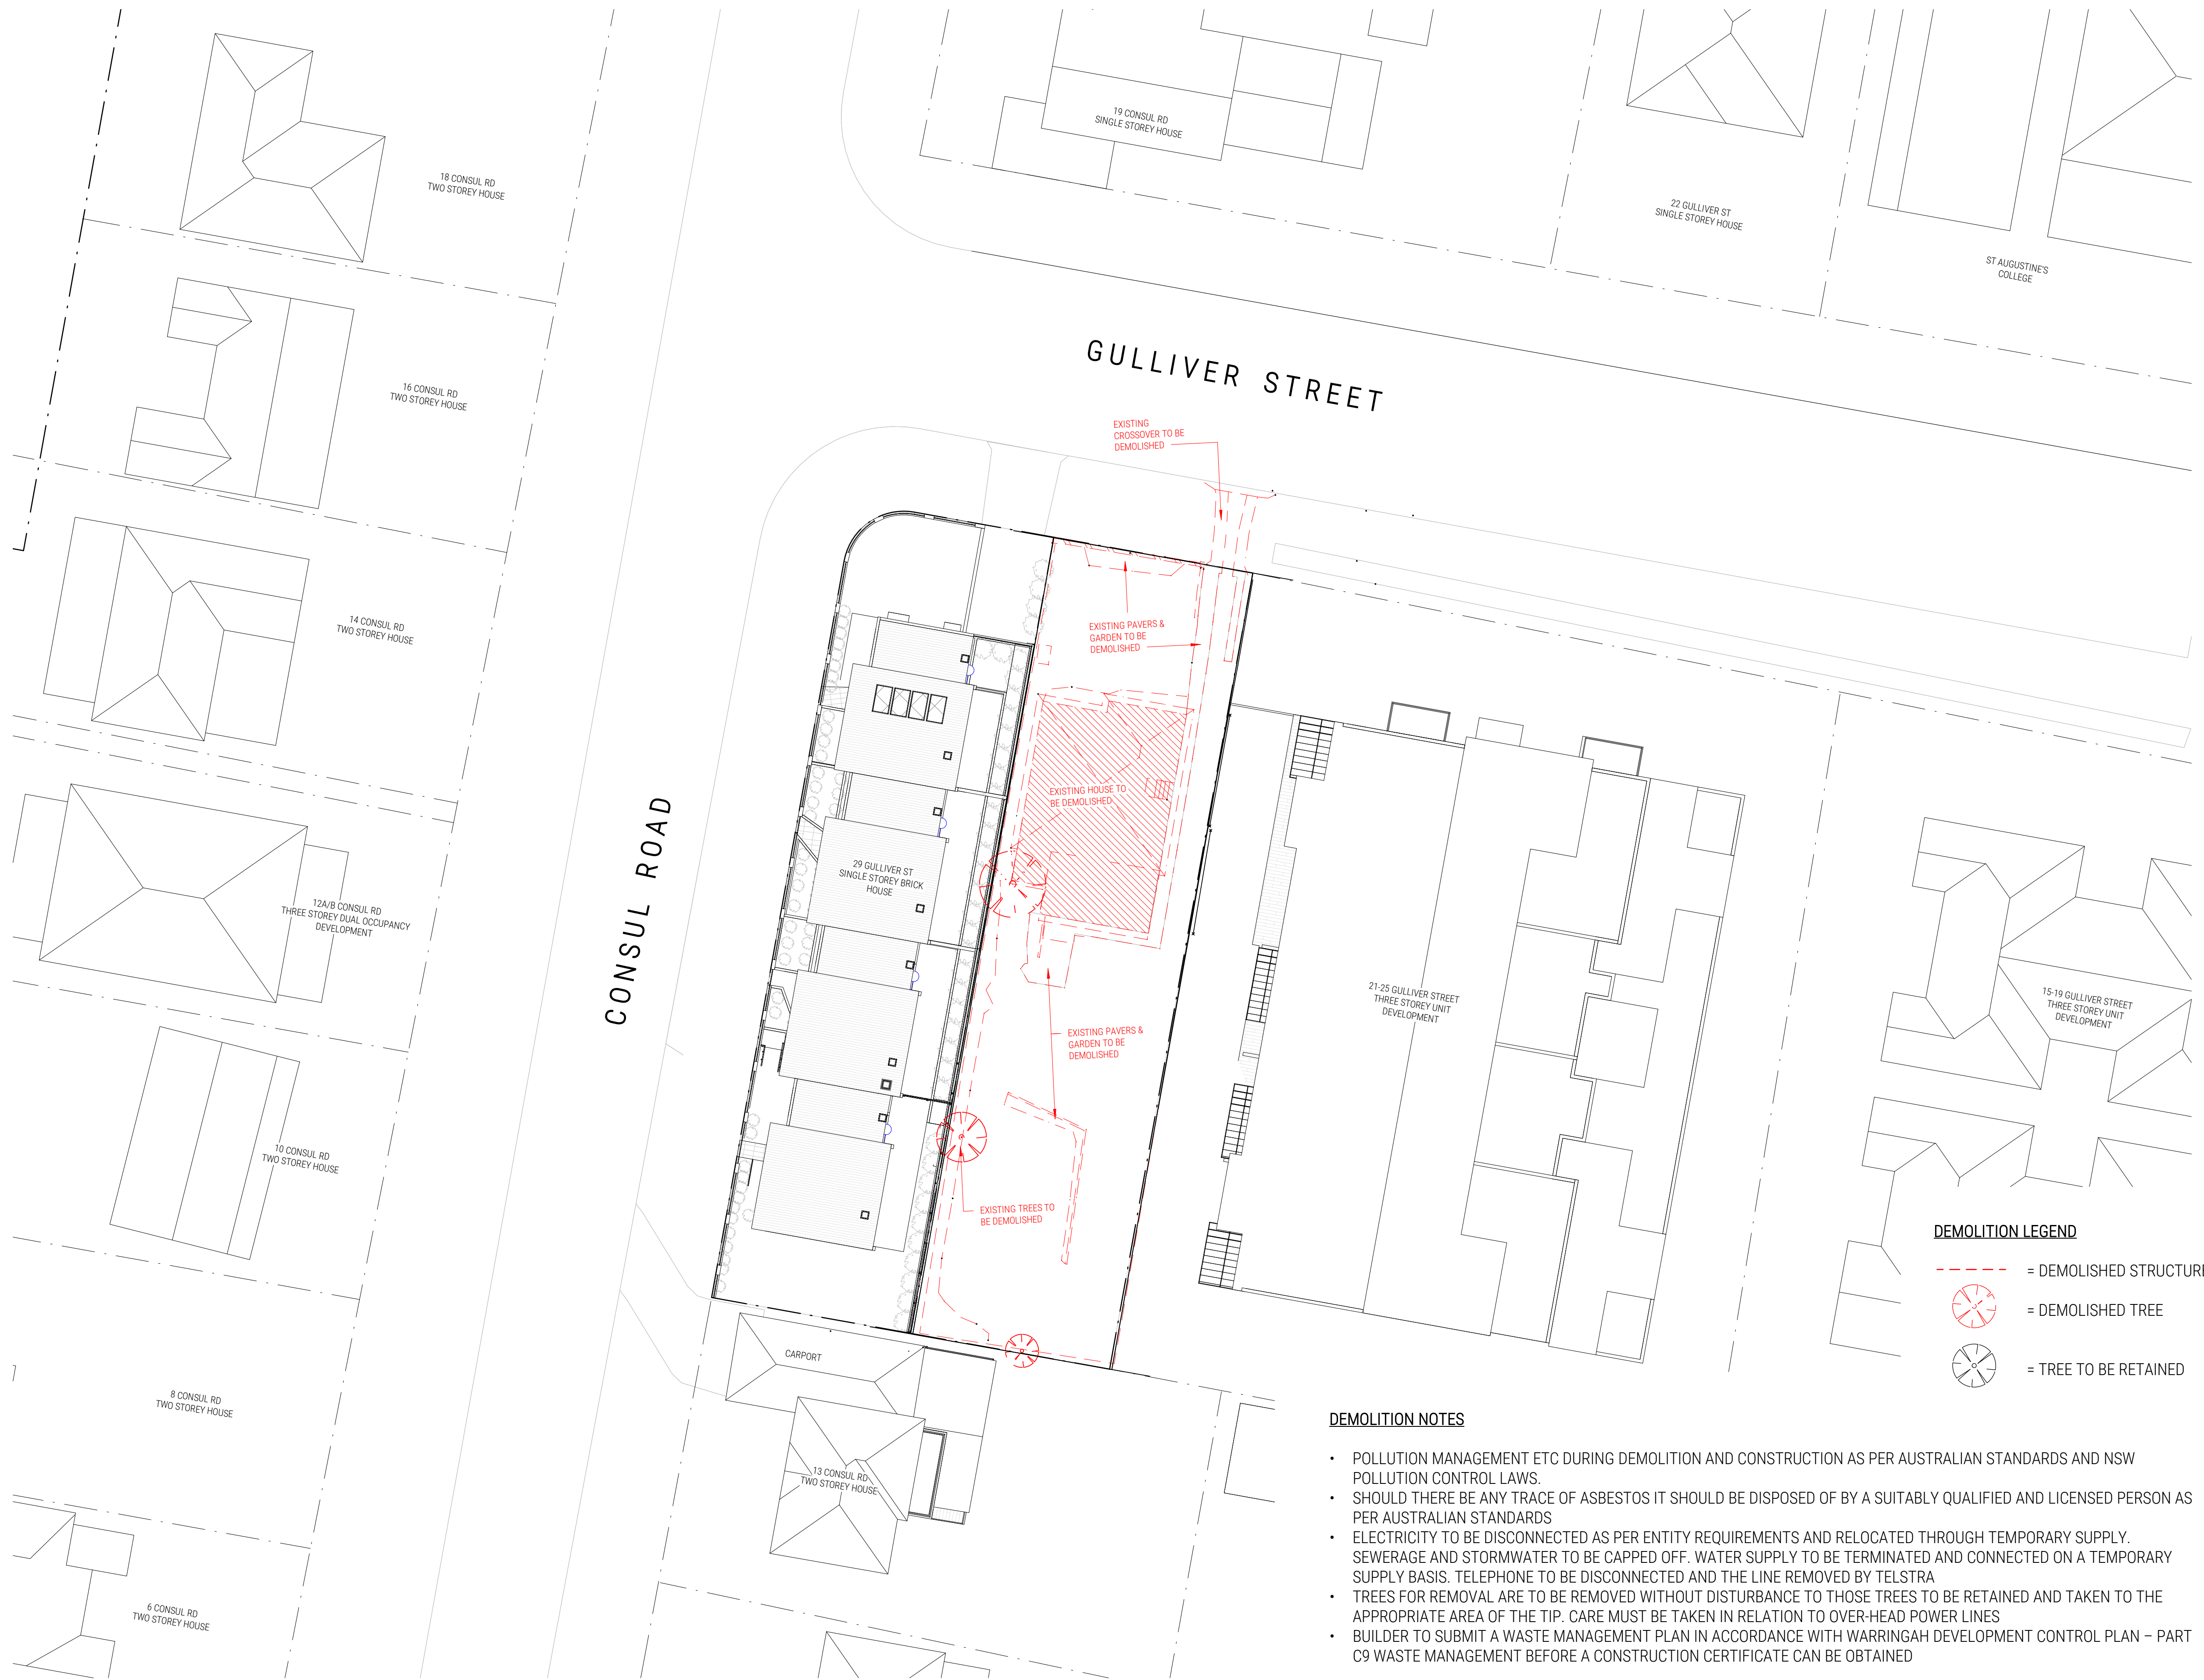 19 CONSUL RD
SINGLE STOREY HOUSE
18 CONSUL RD
TWO STOREY HOUSE
22 GULLIVER ST
SINGLE STOREY HOUSE
ST AUGUSTINE'S
COLLEGE
GULLIVER STREET
16 CONSUL RD
TWO STOREY HOUSE
EXISTING
CROSSOVER TO BE
DEMOLISHED
14 CONSUL RD
TWO STOREY HOUSE
EXISTING PAVERS &
GARDEN TO BE
DEMOLISHED
EXISTING HOUSE TO
BE DEMOLISHED
CONSUL ROAD
29 GULLIVER ST
SINGLE STOREY BRICK
HOUSE
12A/B CONSUL RD
THREE STOREY DUAL OCCUPANCY
DEVELOPMENT
21-25 GULLIVER STREET
THREE STOREY UNIT
DEVELOPMENT
15-19 GULLIVER STREET
THREE STOREY UNIT
DEVELOPMENT
EXISTING PAVERS &
GARDEN TO BE
DEMOLISHED
10 CONSUL RD
TWO STOREY HOUSE
EXISTING TREES TO
BE DEMOLISHED
DEMOLITION LEGEND
= DEMOLISHED STRUCTURE
= DEMOLISHED TREE
= TREE TO BE RETAINED
CARPORT
8 CONSUL RD
TWO STOREY HOUSE
13 CONSUL RD
TWO STOREY HOUSE
6 CONSUL RD
TWO STOREY HOUSE
DEMOLITION NOTES
• POLLUTION MANAGEMENT ETC DURING DEMOLITION AND CONSTRUCTION AS PER AUSTRALIAN STANDARDS AND NSW
POLLUTION CONTROL LAWS.
• SHOULD THERE BE ANY TRACE OF ASBESTOS IT SHOULD BE DISPOSED OF BY A SUITABLY QUALIFIED AND LICENSED PERSON AS
PER AUSTRALIAN STANDARDS
• ELECTRICITY TO BE DISCONNECTED AS PER ENTITY REQUIREMENTS AND RELOCATED THROUGH TEMPORARY SUPPLY.
SEWERAGE AND STORMWATER TO BE CAPPED OFF. WATER SUPPLY TO BE TERMINATED AND CONNECTED ON A TEMPORARY
SUPPLY BASIS. TELEPHONE TO BE DISCONNECTED AND THE LINE REMOVED BY TELSTRA
• TREES FOR REMOVAL ARE TO BE REMOVED WITHOUT DISTURBANCE TO THOSE TREES TO BE RETAINED AND TAKEN TO THE
APPROPRIATE AREA OF THE TIP. CARE MUST BE TAKEN IN RELATION TO OVER-HEAD POWER LINES
• BUILDER TO SUBMIT A WASTE MANAGEMENT PLAN IN ACCORDANCE WITH WARRINGAH DEVELOPMENT CONTROL PLAN – PART
C9 WASTE MANAGEMENT BEFORE A CONSTRUCTION CERTIFICATE CAN BE OBTAINED